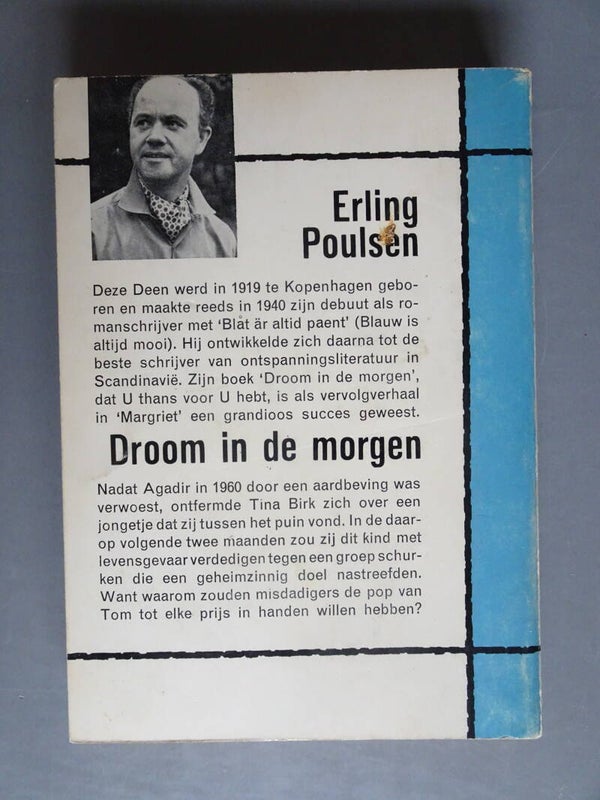 Erling
Poulsen
Deze Deen werd in 1919 te Kopenhagen gebo-
ren en maakte reeds in 1940 zijn debuut als ro-
manschrijver met ‘Blåt är altid paent’ (Blauw is
altijd mooi). Hij ontwikkelde zich daarna tot de
beste schrijver van ontspanningsliteratuur in
Scandinavië. Zijn boek ‘Droom in de morgen’,
dat U thans voor U hebt, is als vervolgverhaal
in ‘Margriet’ een grandioos succes geweest.
Droom in de morgen
Nadat Agadir in 1960 door een aardbeving was
verwoest, ontfermde Tina Birk zich over een
jongetje dat zij tussen het puin vond. In de daar-
op volgende twee maanden zou zij dit kind met
levensgevaar verdedigen tegen een groep schur-
ken die een geheimzinnig doel nastreefden.
Want waarom zouden misdadigers de pop van
Tom tot elke prijs in handen willen hebben?